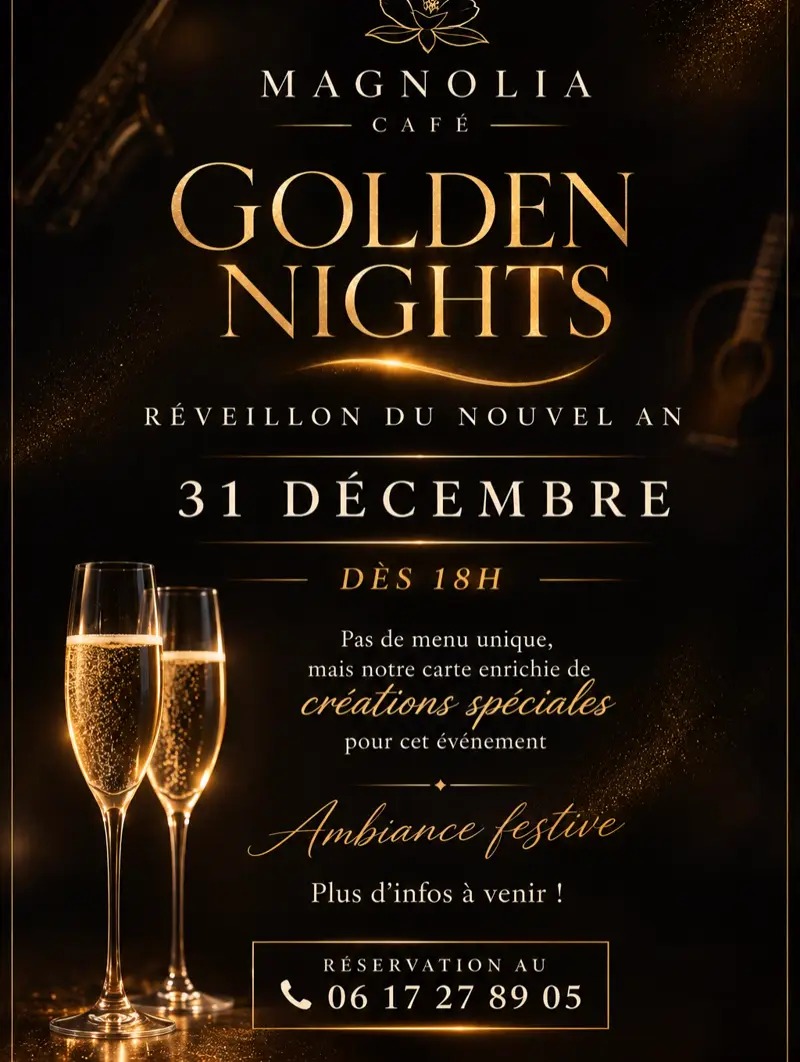 MAGNOLIA
CAFÉ
GOLDEN
NIGHTS
RÉVEILLON DU NOUVEL AN
31 DÉCEMBRE
DÈS 18H
Pas de menu unique,
mais notre carte enrichie de
créations spéciales
pour cet événement
Ambiance festive
Plus d’infos à venir !
RÉSERVATION AU
06 17 27 89 05